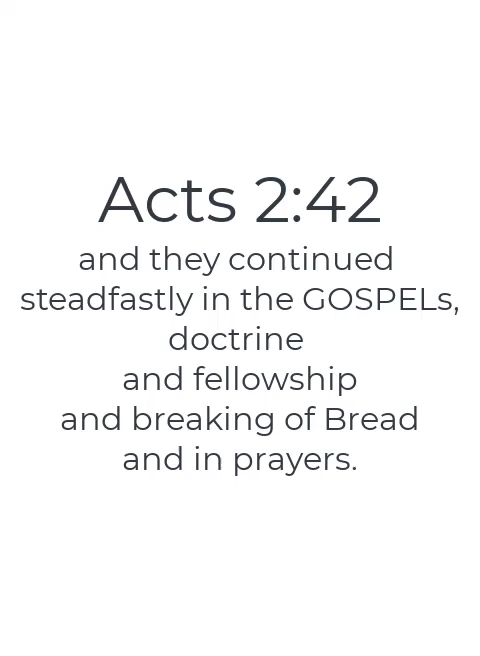 Acts 2:42
and they continued
steadfastly in the GOSPELs,
doctrine
and fellowship
and breaking of Bread
and in prayers.